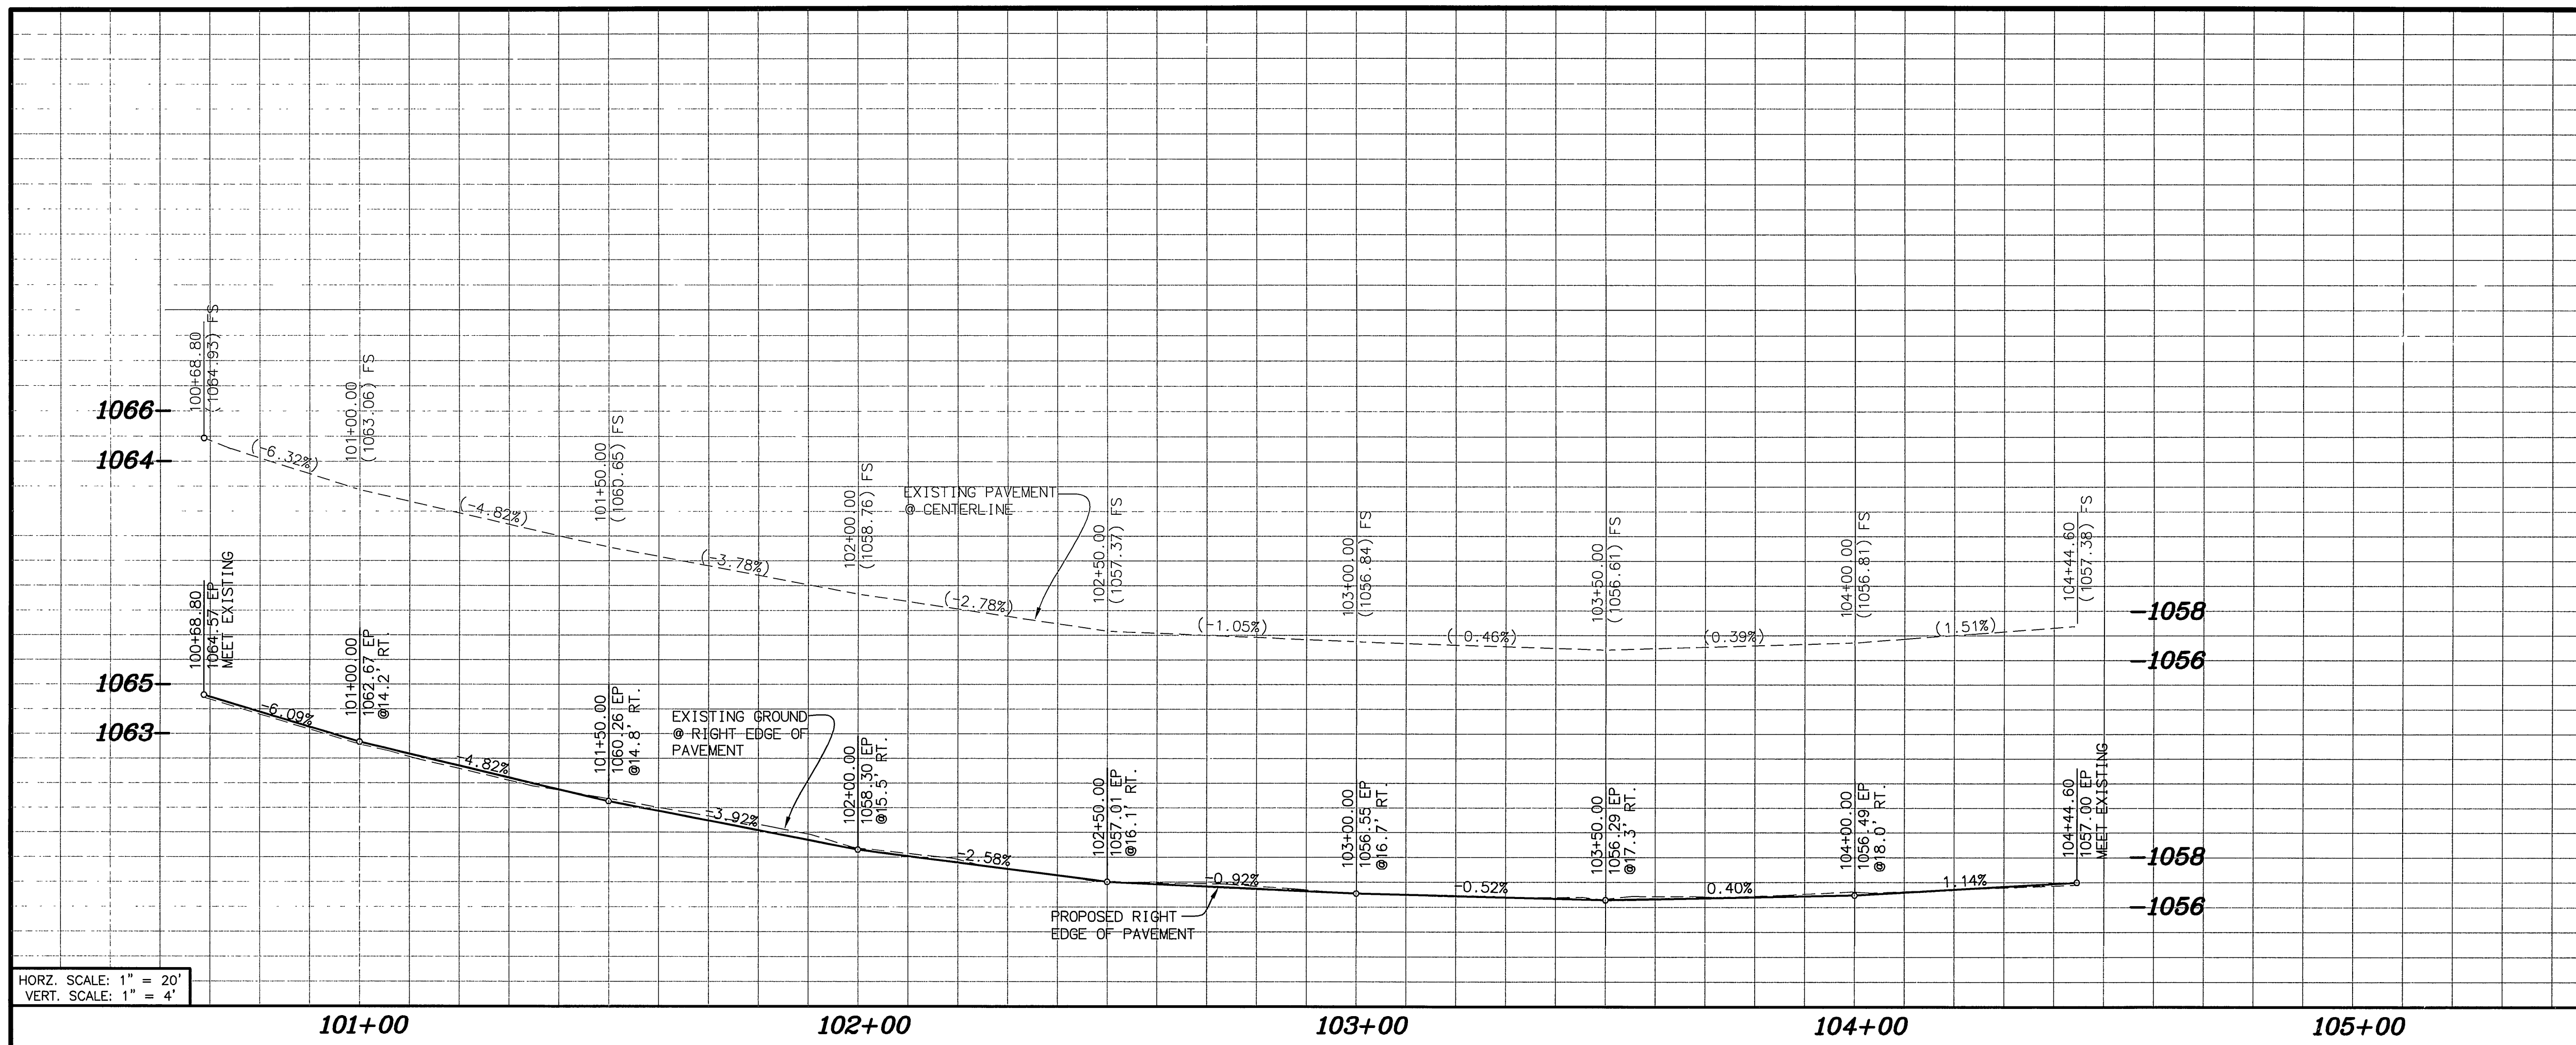 100+68.80
(1064.93) FS
101+00.00
(1063.06) FS
101+50.00
(1060.65) FS
102+00.00
(1058.76) FS
102+50.00
(1057.37) FS
103+00.00
(1056.84) FS
103+50.00
(1056.61) FS
104+00.00
(1056.81) FS
104+44.60
(1057.38) FS
1066
1064
(-6.32%)
(-4.82%)
(-3.78%)
(-2.78%)
(-1.05%)
( 0.46%)
(0.39%)
(1.51%)
EXISTING PAVEMENT
@ CENTERLINE
-1058
-1056
100+68.80
1064.57 EP
MEET EXISTING
101+00.00
1062.67 EP
@14.2' RT.
101+50.00
1060.26 EP
@14.8' RT.
102+00.00
1058.30 EP
@15.5' RT.
102+50.00
1057.01 EP
@16.1' RT.
103+00.00
1056.55 EP
@16.7' RT.
103+50.00
1056.29 EP
@17.3' RT.
104+00.00
1056.49 EP
@18.0' RT.
104+44.60
1057.00 EP
MEET EXISTING
1065
1063
-6.09%
-4.82%
-3.92%
-2.58%
-0.92%
-0.52%
0.40%
1.14%
EXISTING GROUND
@ RIGHT EDGE OF
PAVEMENT
PROPOSED RIGHT
EDGE OF PAVEMENT
-1058
-1056
HORZ. SCALE: 1" = 20'
VERT. SCALE: 1" = 4'
101+00
102+00
103+00
104+00
105+00